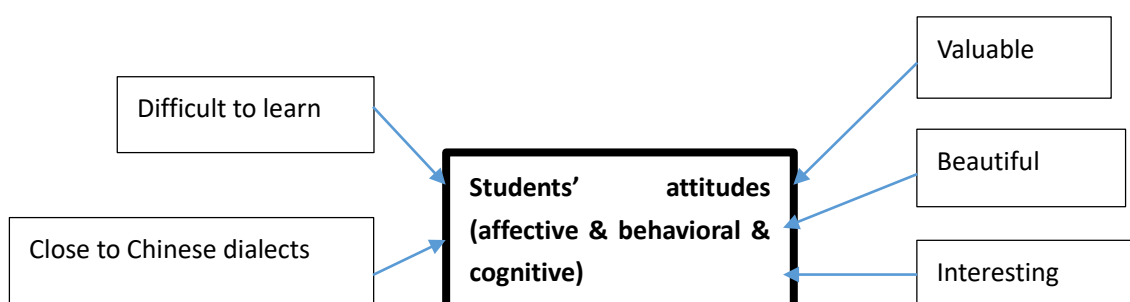 Valuable
Difficult to learn
Beautiful
Students’ attitudes
(affective & behavioral &
cognitive)
Close to Chinese dialects
Interesting